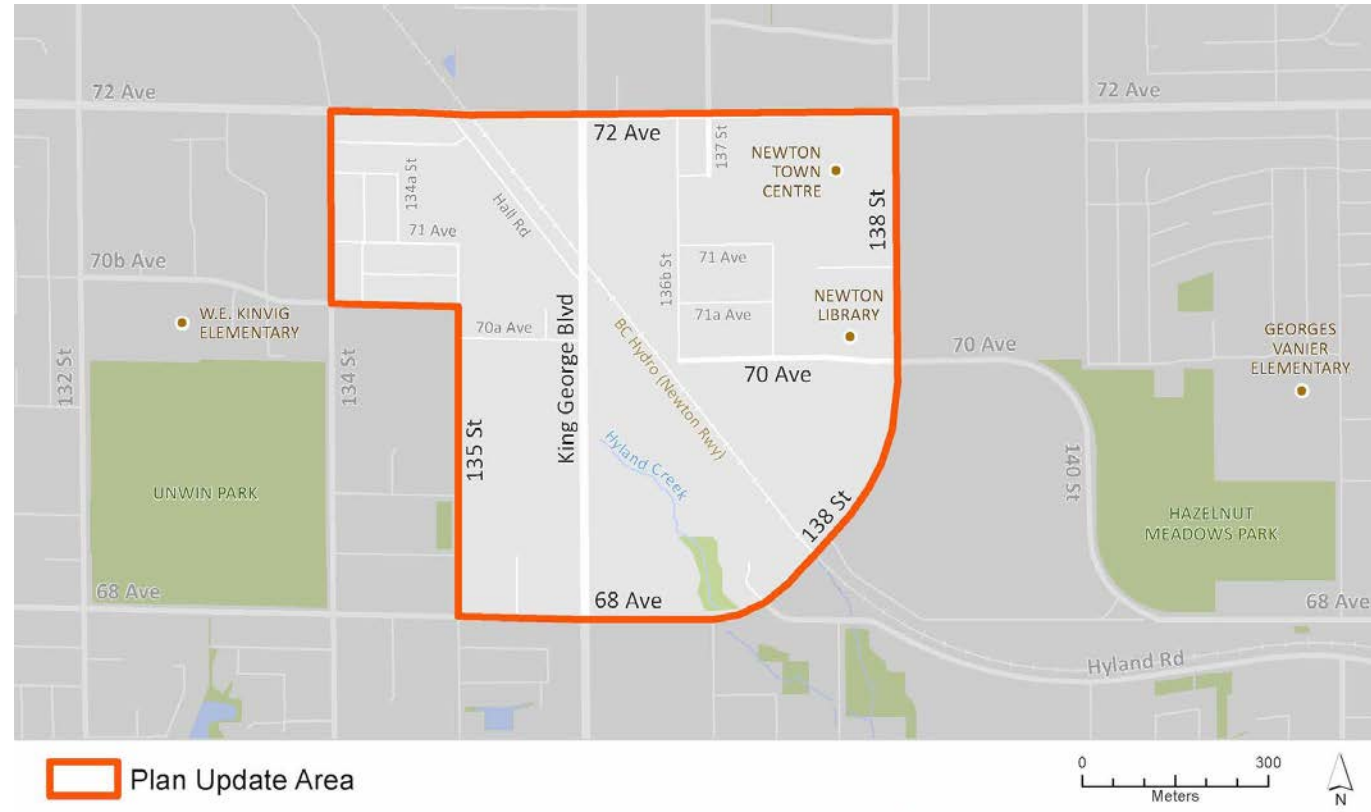 72 Ave
72 Ave
72 Ave
137 St
NEWTON
TOWN
CENTRE
134a St
Hall Rd
138 St
71 Ave
71 Ave
70b Ave
136b St
W.E. KINVIG
ELEMENTARY
70a Ave
King George Blvd
BC Hydro (Newton Rwy)
71a Ave
NEWTON
LIBRARY
70 Ave
70 Ave
GEORGES
VANIER
ELEMENTARY
132 St
134 St
135 St
Hyland Creek
140 St
UNWIN PARK
138 St
HAZELNUT
MEADOWS PARK
68 Ave
68 Ave
68 Ave
Hyland Rd
Plan Update Area
0 300
Meters
N